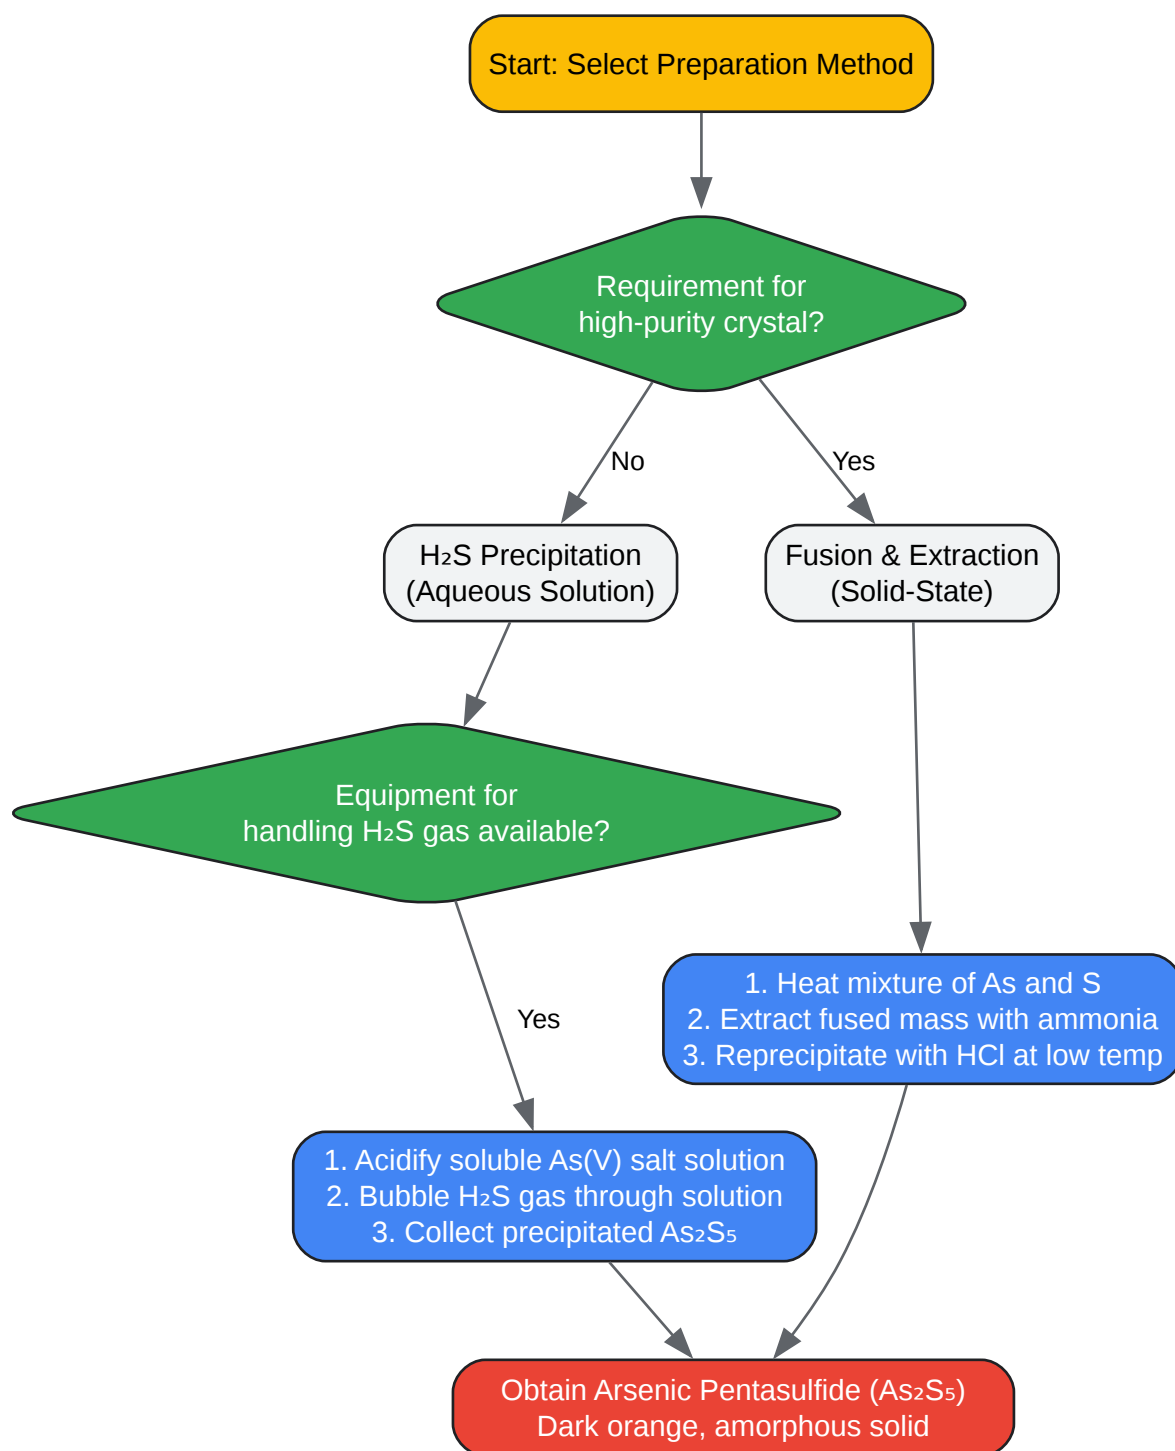 Start: Select Preparation Method
Requirement for
high-purity crystal?
No
Yes
H₂S Precipitation
(Aqueous Solution)
Fusion & Extraction
(Solid-State)
Equipment for
handling H₂S gas available?
Yes
1. Heat mixture of As and S
2. Extract fused mass with ammonia
3. Reprecipitate with HCl at low temp
1. Acidify soluble As(V) salt solution
2. Bubble H₂S gas through solution
3. Collect precipitated As₂S₅
Obtain Arsenic Pentasulfide (As₂S₅)
Dark orange, amorphous solid